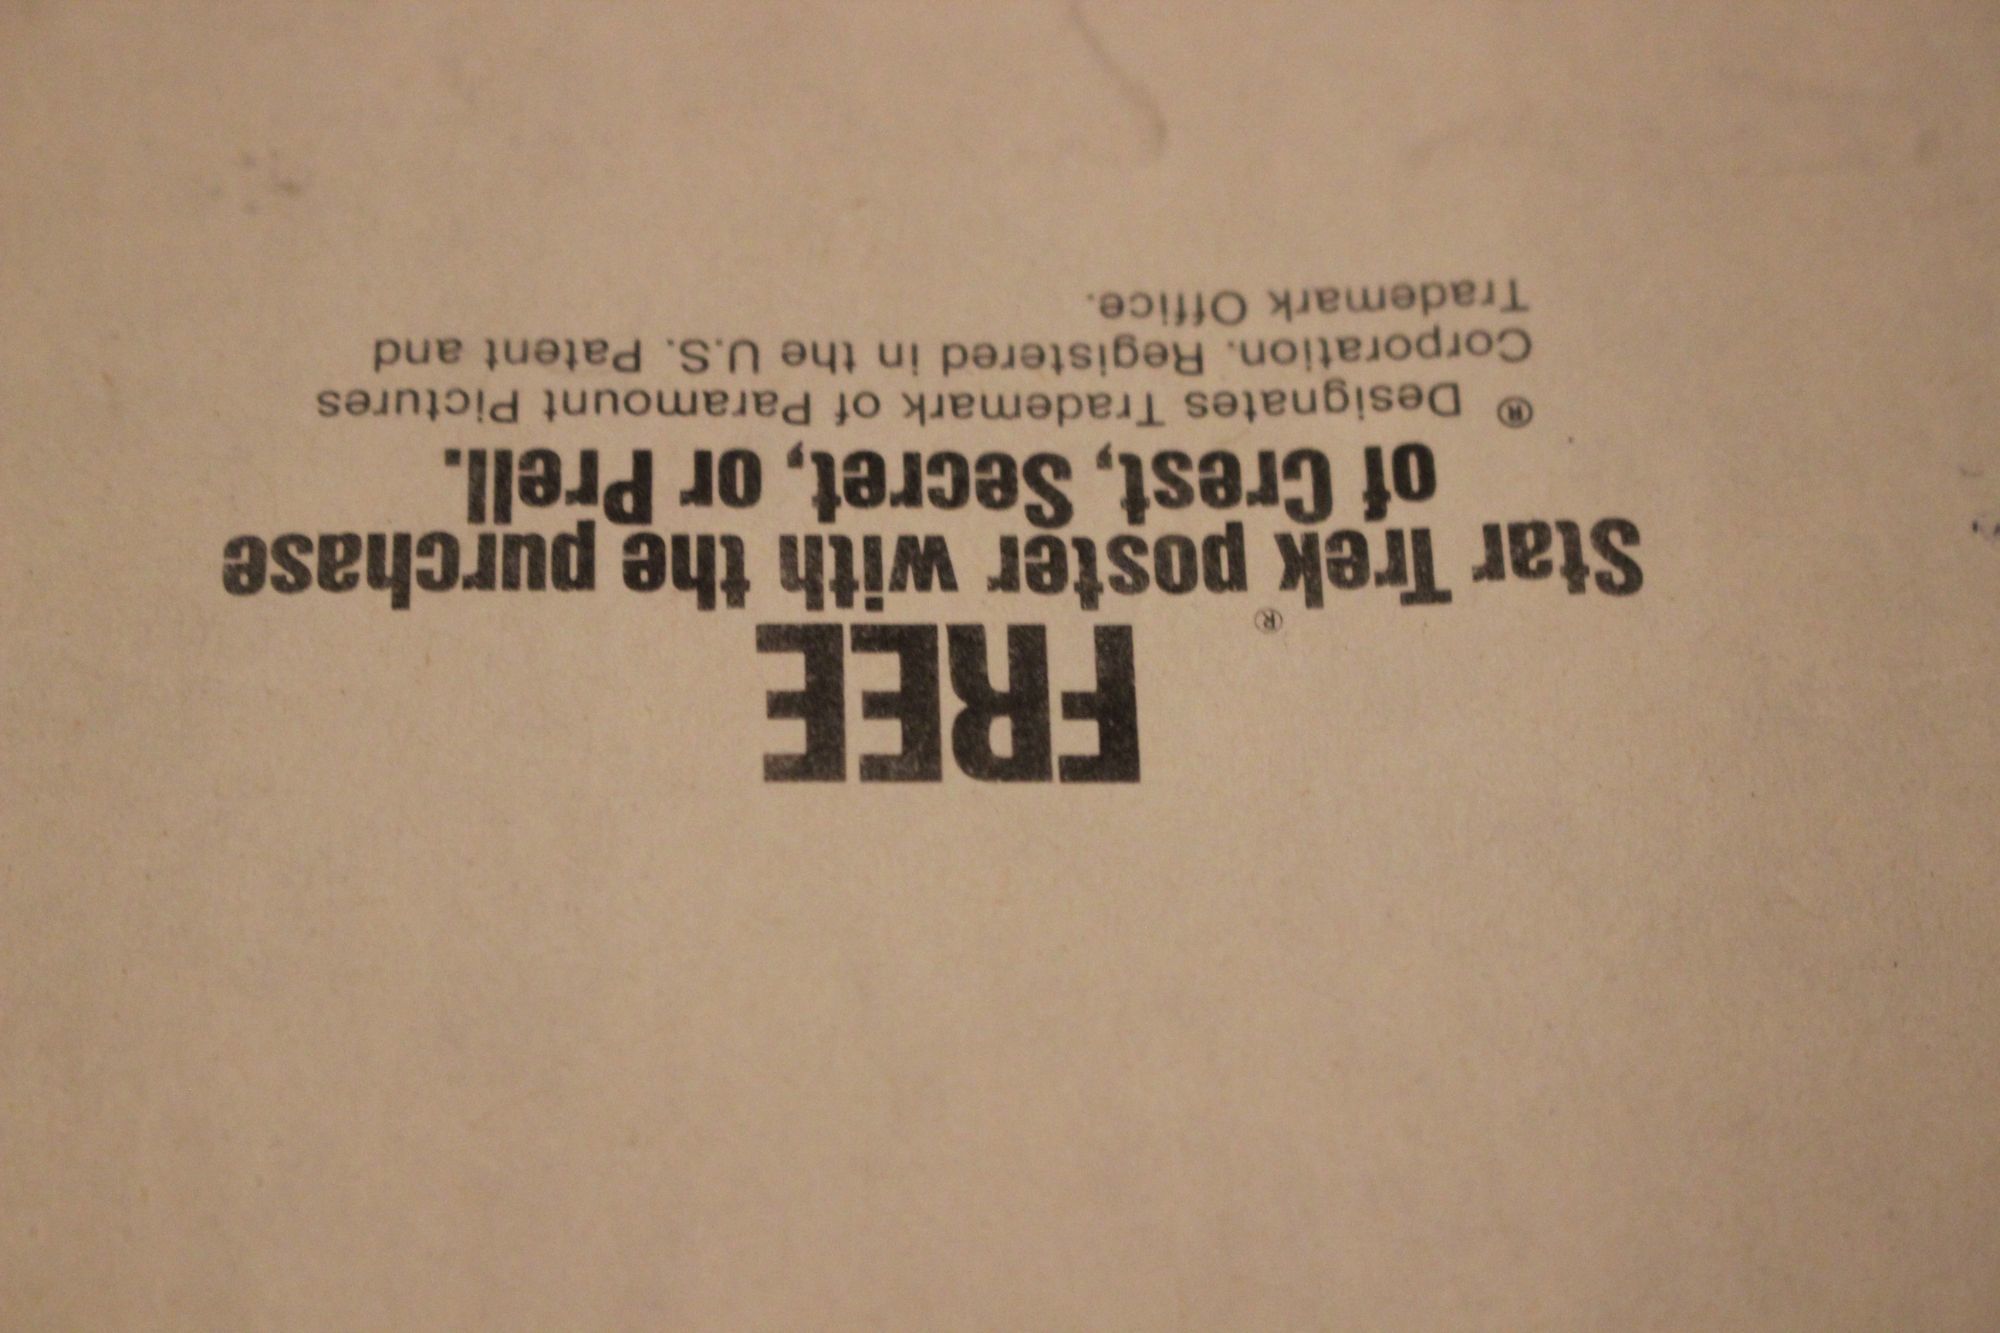 FREE
Star Trek® poster with the purchase
of Crest, Secret, or Prell.
® Designates Trademark of Paramount Pictures
Corporation. Registered in the U.S. Patent and
Trademark Office.